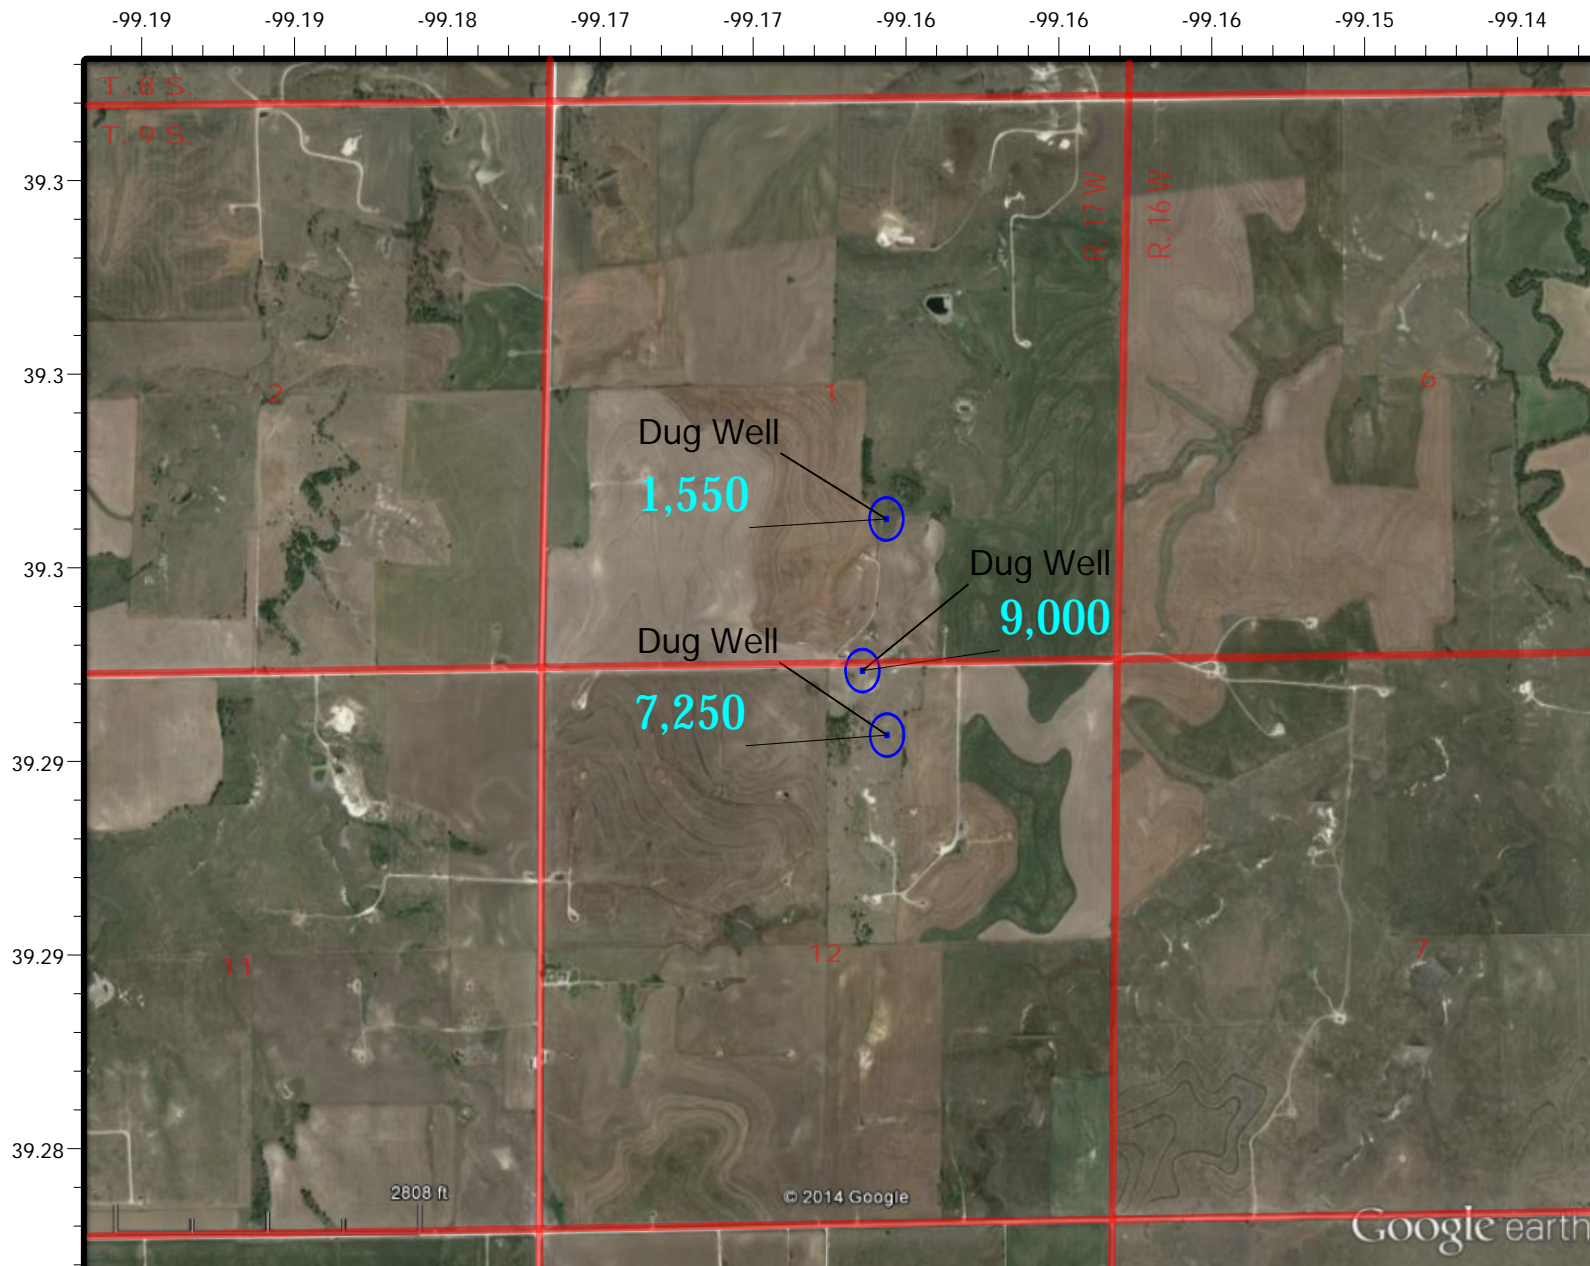 -99.19 -99.19 -99.18 -99.17 -99.17 -99.16 -99.16 -99.16 -99.15 -99.14
T. 8 S.
T. 9 S.
39.3
R. 17 W.
R. 16 W.
39.3
2
1
6
Dug Well
1,550
39.3
Dug Well
9,000
Dug Well
7,250
39.29
39.29
11
12
7
39.28
2808 ft
© 2014 Google
Google earth